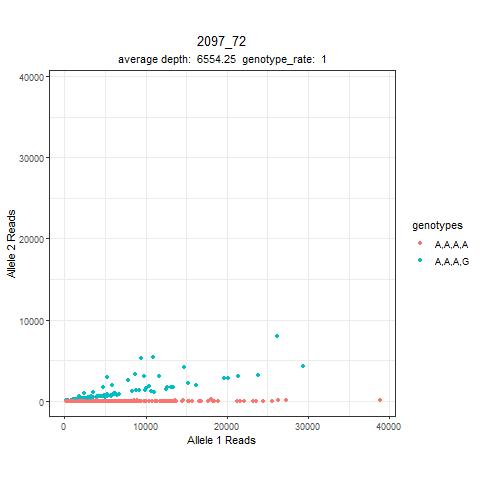 2097_72
average depth:  6554.25  genotype_rate:  1
40000
30000
20000
10000
0
Allele 2 Reads
0 10000 20000 30000 40000
Allele 1 Reads
genotypes
A,A,A,A
A,A,A,G